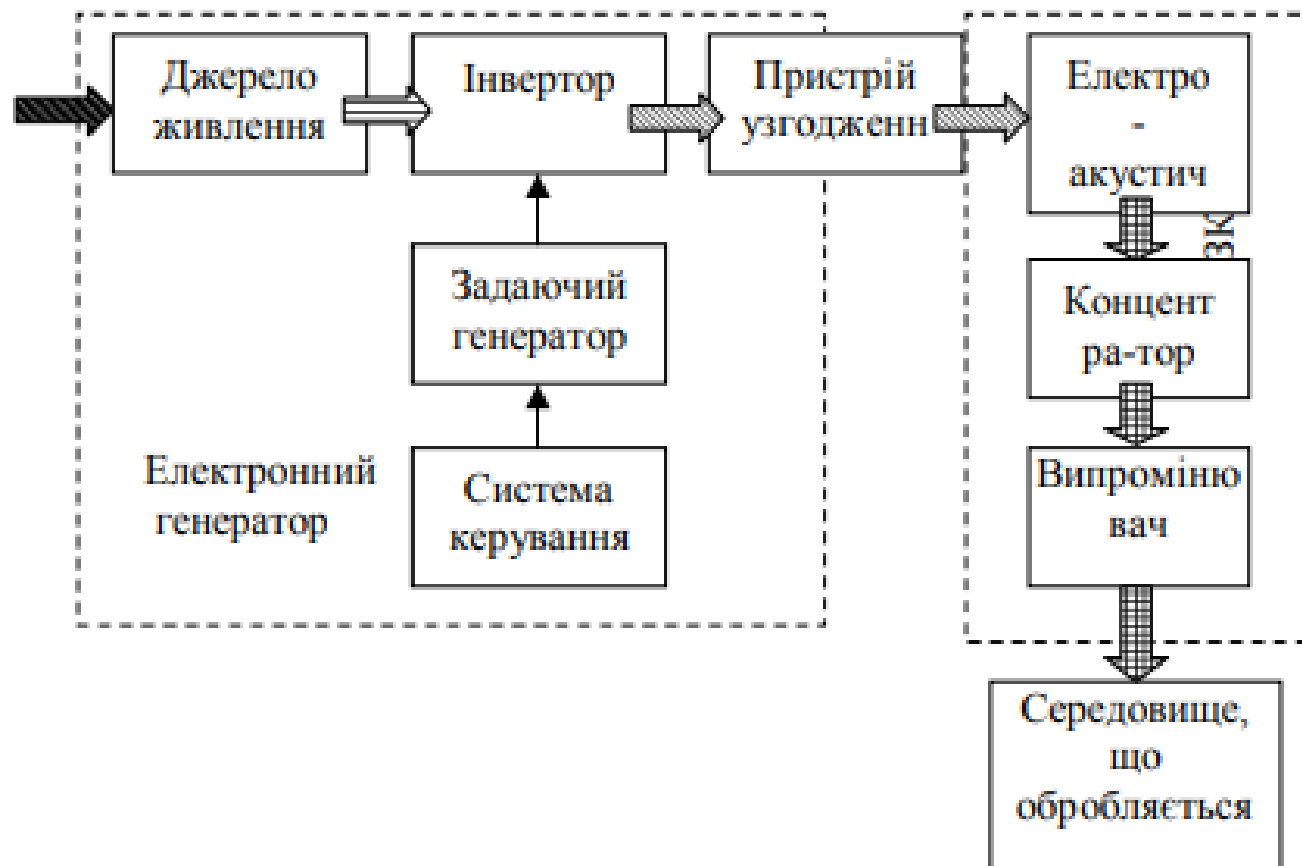 Джерело
живлення
Інвертор
Пристрій
узгодженн
Електро
-
акустич
ЗК
Задаючий
генератор
Концент
ра-тор
Електронний
генератор
Система
керування
Випроміню
вач
Середовище,
що
обробляється